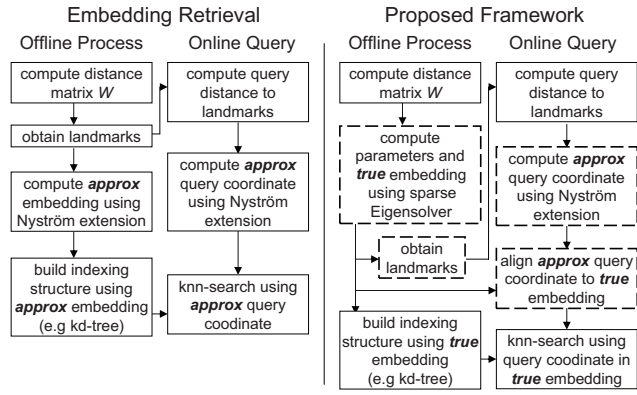 Embedding Retrieval
Offline Process
Online Query
compute distance
matrix W
obtain landmarks
compute approx
embedding using
Nyström extension
build indexing
structure using
approx embedding
(e.g kd-tree)
compute query
distance to
landmarks
compute approx
query coordinate
using Nyström
extension
knn-search using
approx query
coodinate
Proposed Framework
Offline Process
Online Query
compute distance
matrix W
compute
parameters and
true embedding
using sparse
Eigensolver
obtain
landmarks
build indexing
structure using true
embedding
(e.g kd-tree)
compute query
distance to
landmarks
compute approx
query coordinate
using Nyström
extension
align approx query
coordinate to true
embedding
knn-search using
query coodinate in
true embedding